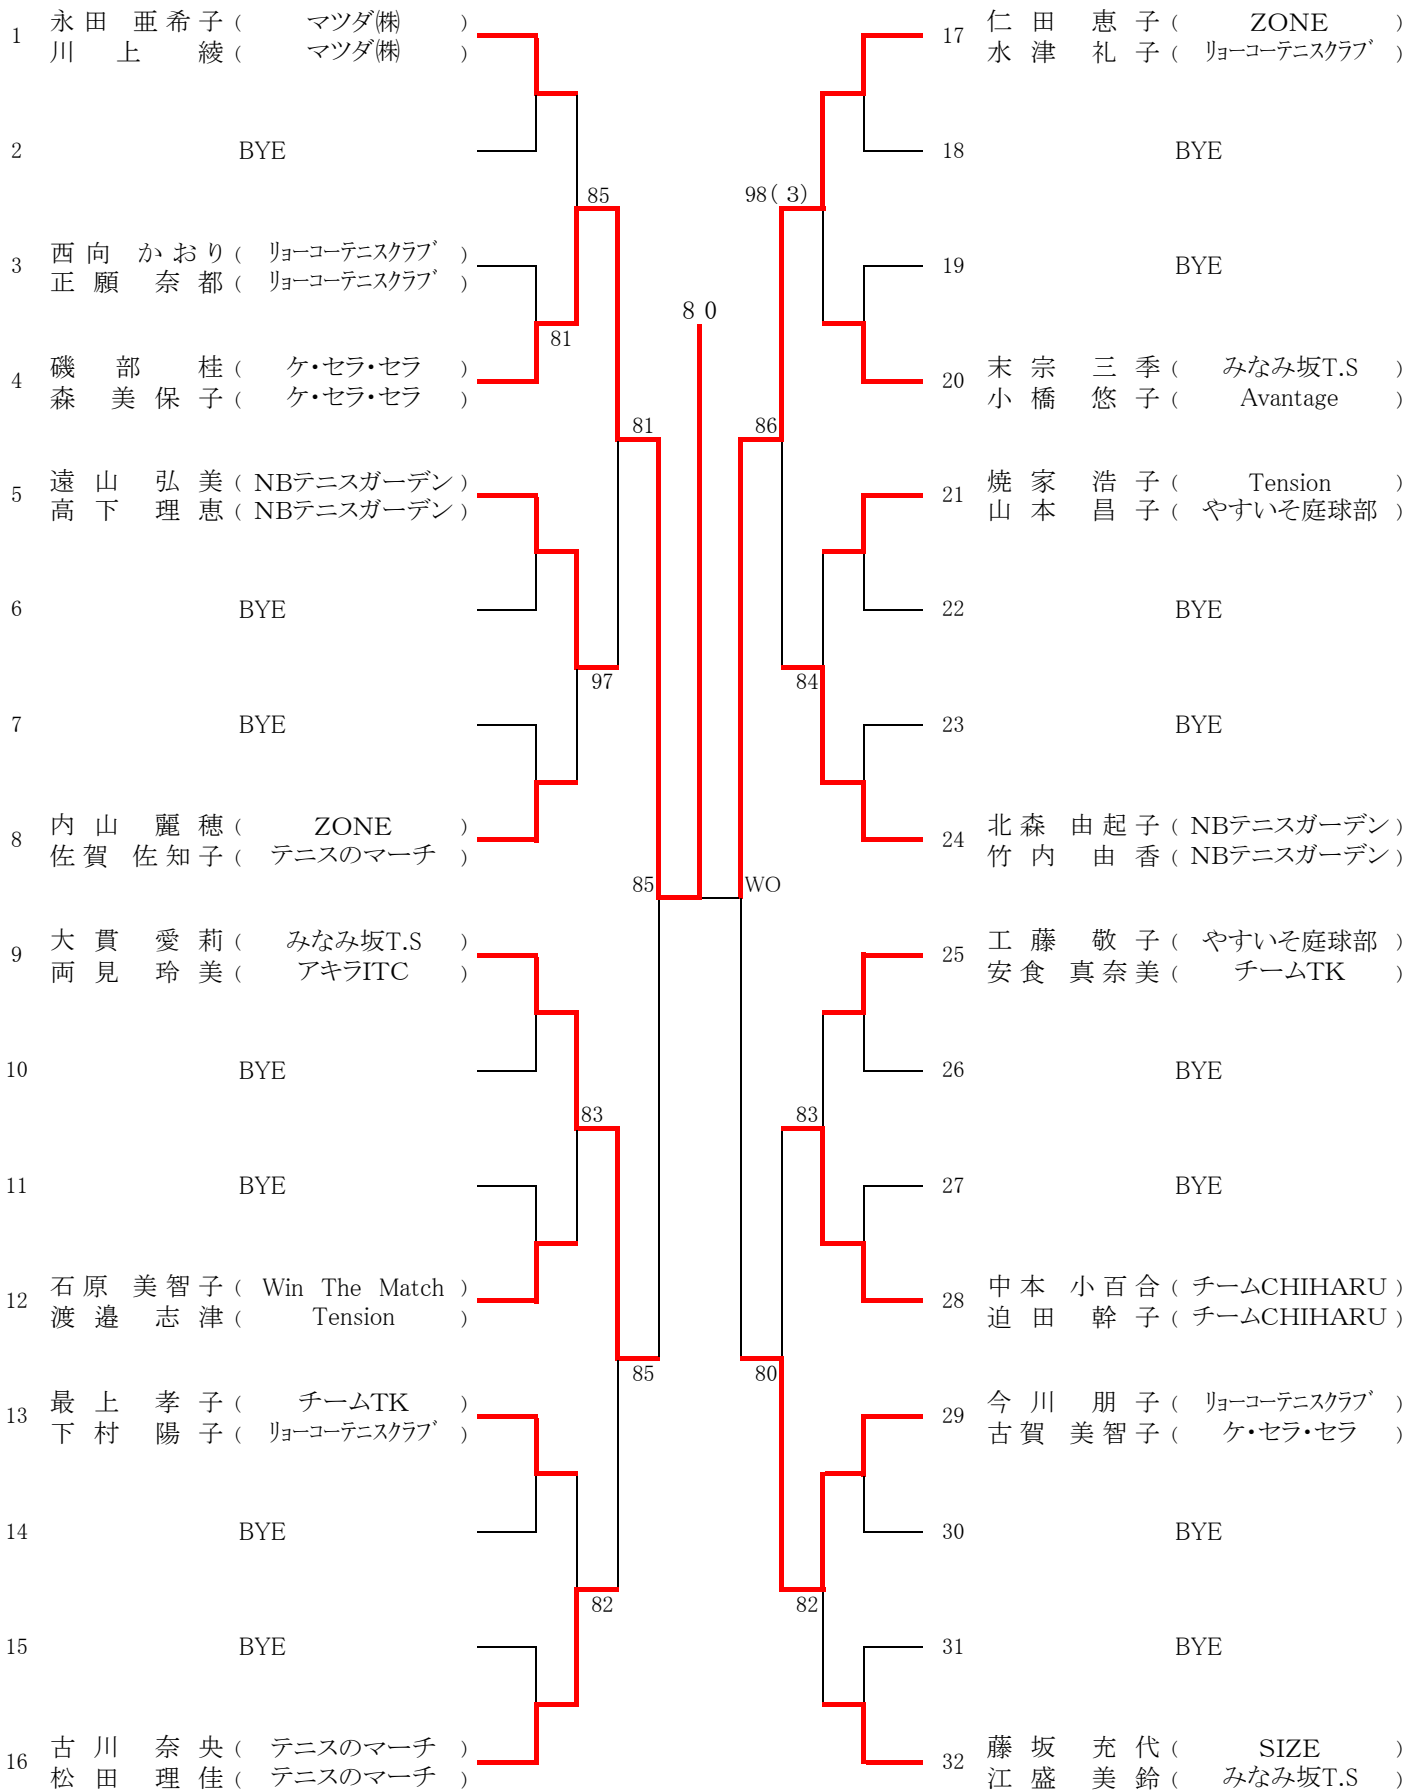 1 永田 亜希子 ( マツダ㈱ )
川上 綾 ( マツダ㈱ )
2 BYE
85
3 西向 かおり ( リョーコーテニスクラブ )
正願 奈都 ( リョーコーテニスクラブ )
81
4 磯部 桂 ( ケ・セラ・セラ )
森 美保子 ( ケ・セラ・セラ )
81
5 遠山 弘美 ( NBテニスガーデン )
高下 理恵 ( NBテニスガーデン )
6 BYE
97
7 BYE
8 内山 麗穂 ( ZONE )
佐賀 佐知子 ( テニスのマーチ )
85
9 大貫 愛莉 ( みなみ坂T.S )
両見 玲美 ( アキラITC )
10 BYE
83
11 BYE
12 石原 美智子 ( Win The Match )
渡邉 志津 ( Tension )
85
13 最上 孝子 ( チームTK )
下村 陽子 ( リョーコーテニスクラブ )
14 BYE
82
15 BYE
16 古川 奈央 ( テニスのマーチ )
松田 理佳 ( テニスのマーチ )
80
17 仁田 恵子 ( ZONE )
水津 礼子 ( リョーコーテニスクラブ )
18 BYE
98(3)
19 BYE
20 末宗 三季 ( みなみ坂T.S )
小橋 悠子 ( Avantage )
86
21 焼家 浩子 ( Tension )
山本 昌子 ( やすいそ庭球部 )
22 BYE
84
23 BYE
24 北森 由起子 ( NBテニスガーデン )
竹内 由香 ( NBテニスガーデン )
WO
25 工藤 敬子 ( やすいそ庭球部 )
安食 真奈美 ( チームTK )
26 BYE
83
27 BYE
28 中本 小百合 ( チームCHIHARU )
迫田 幹子 ( チームCHIHARU )
80
29 今川 朋子 ( リョーコーテニスクラブ )
古賀 美智子 ( ケ・セラ・セラ )
30 BYE
82
31 BYE
32 藤坂 充代 ( SIZE )
江盛 美鈴 ( みなみ坂T.S )